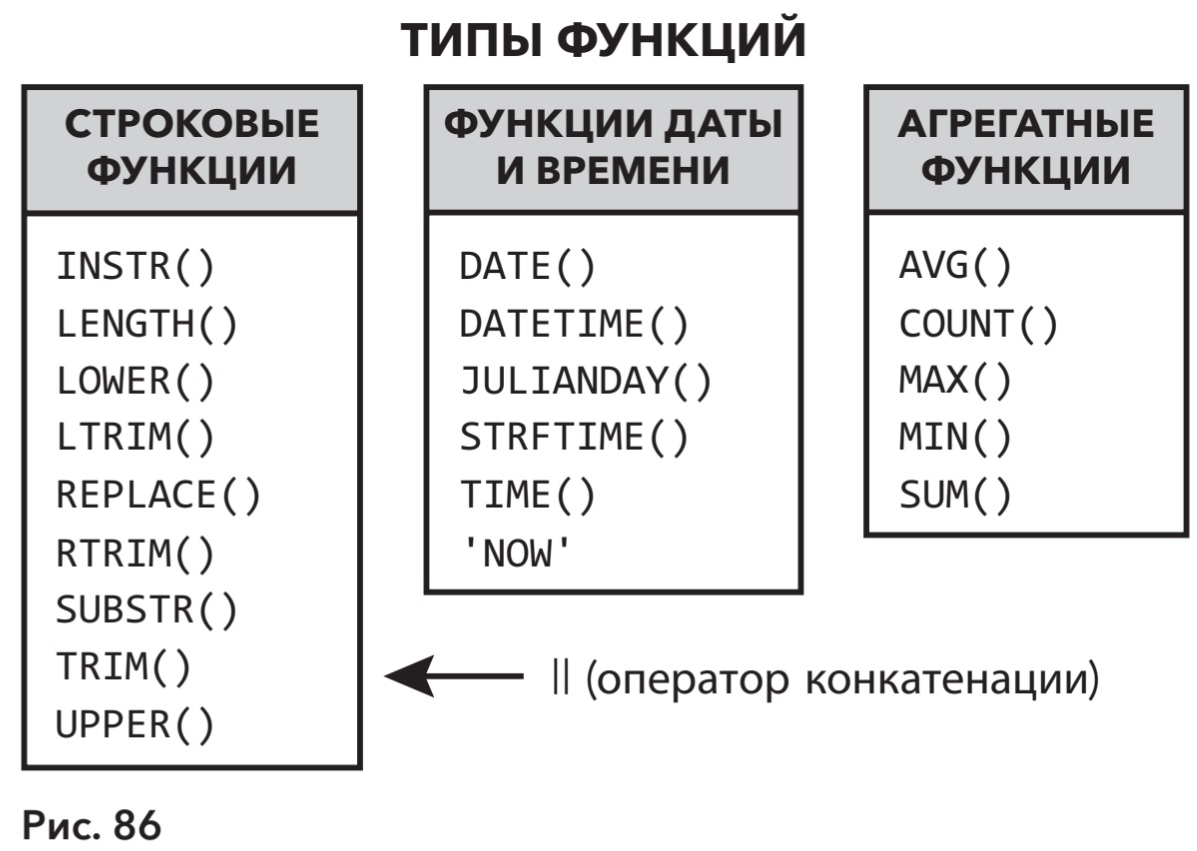 ТИПЫ ФУНКЦИЙ
СТРОКОВЫЕ
ФУНКЦИИ
INSTR()
LENGTH()
LOWER()
LTRIM()
REPLACE()
RTRIM()
SUBSTR()
TRIM()
UPPER()
ФУНКЦИИ ДАТЫ
И ВРЕМЕНИ
DATE()
DATETIME()
JULIANDAY()
STRFTIME()
TIME()
'NOW'
АГРЕГАТНЫЕ
ФУНКЦИИ
AVG()
COUNT()
MAX()
MIN()
SUM()
|| (оператор конкатенации)
Рис. 86